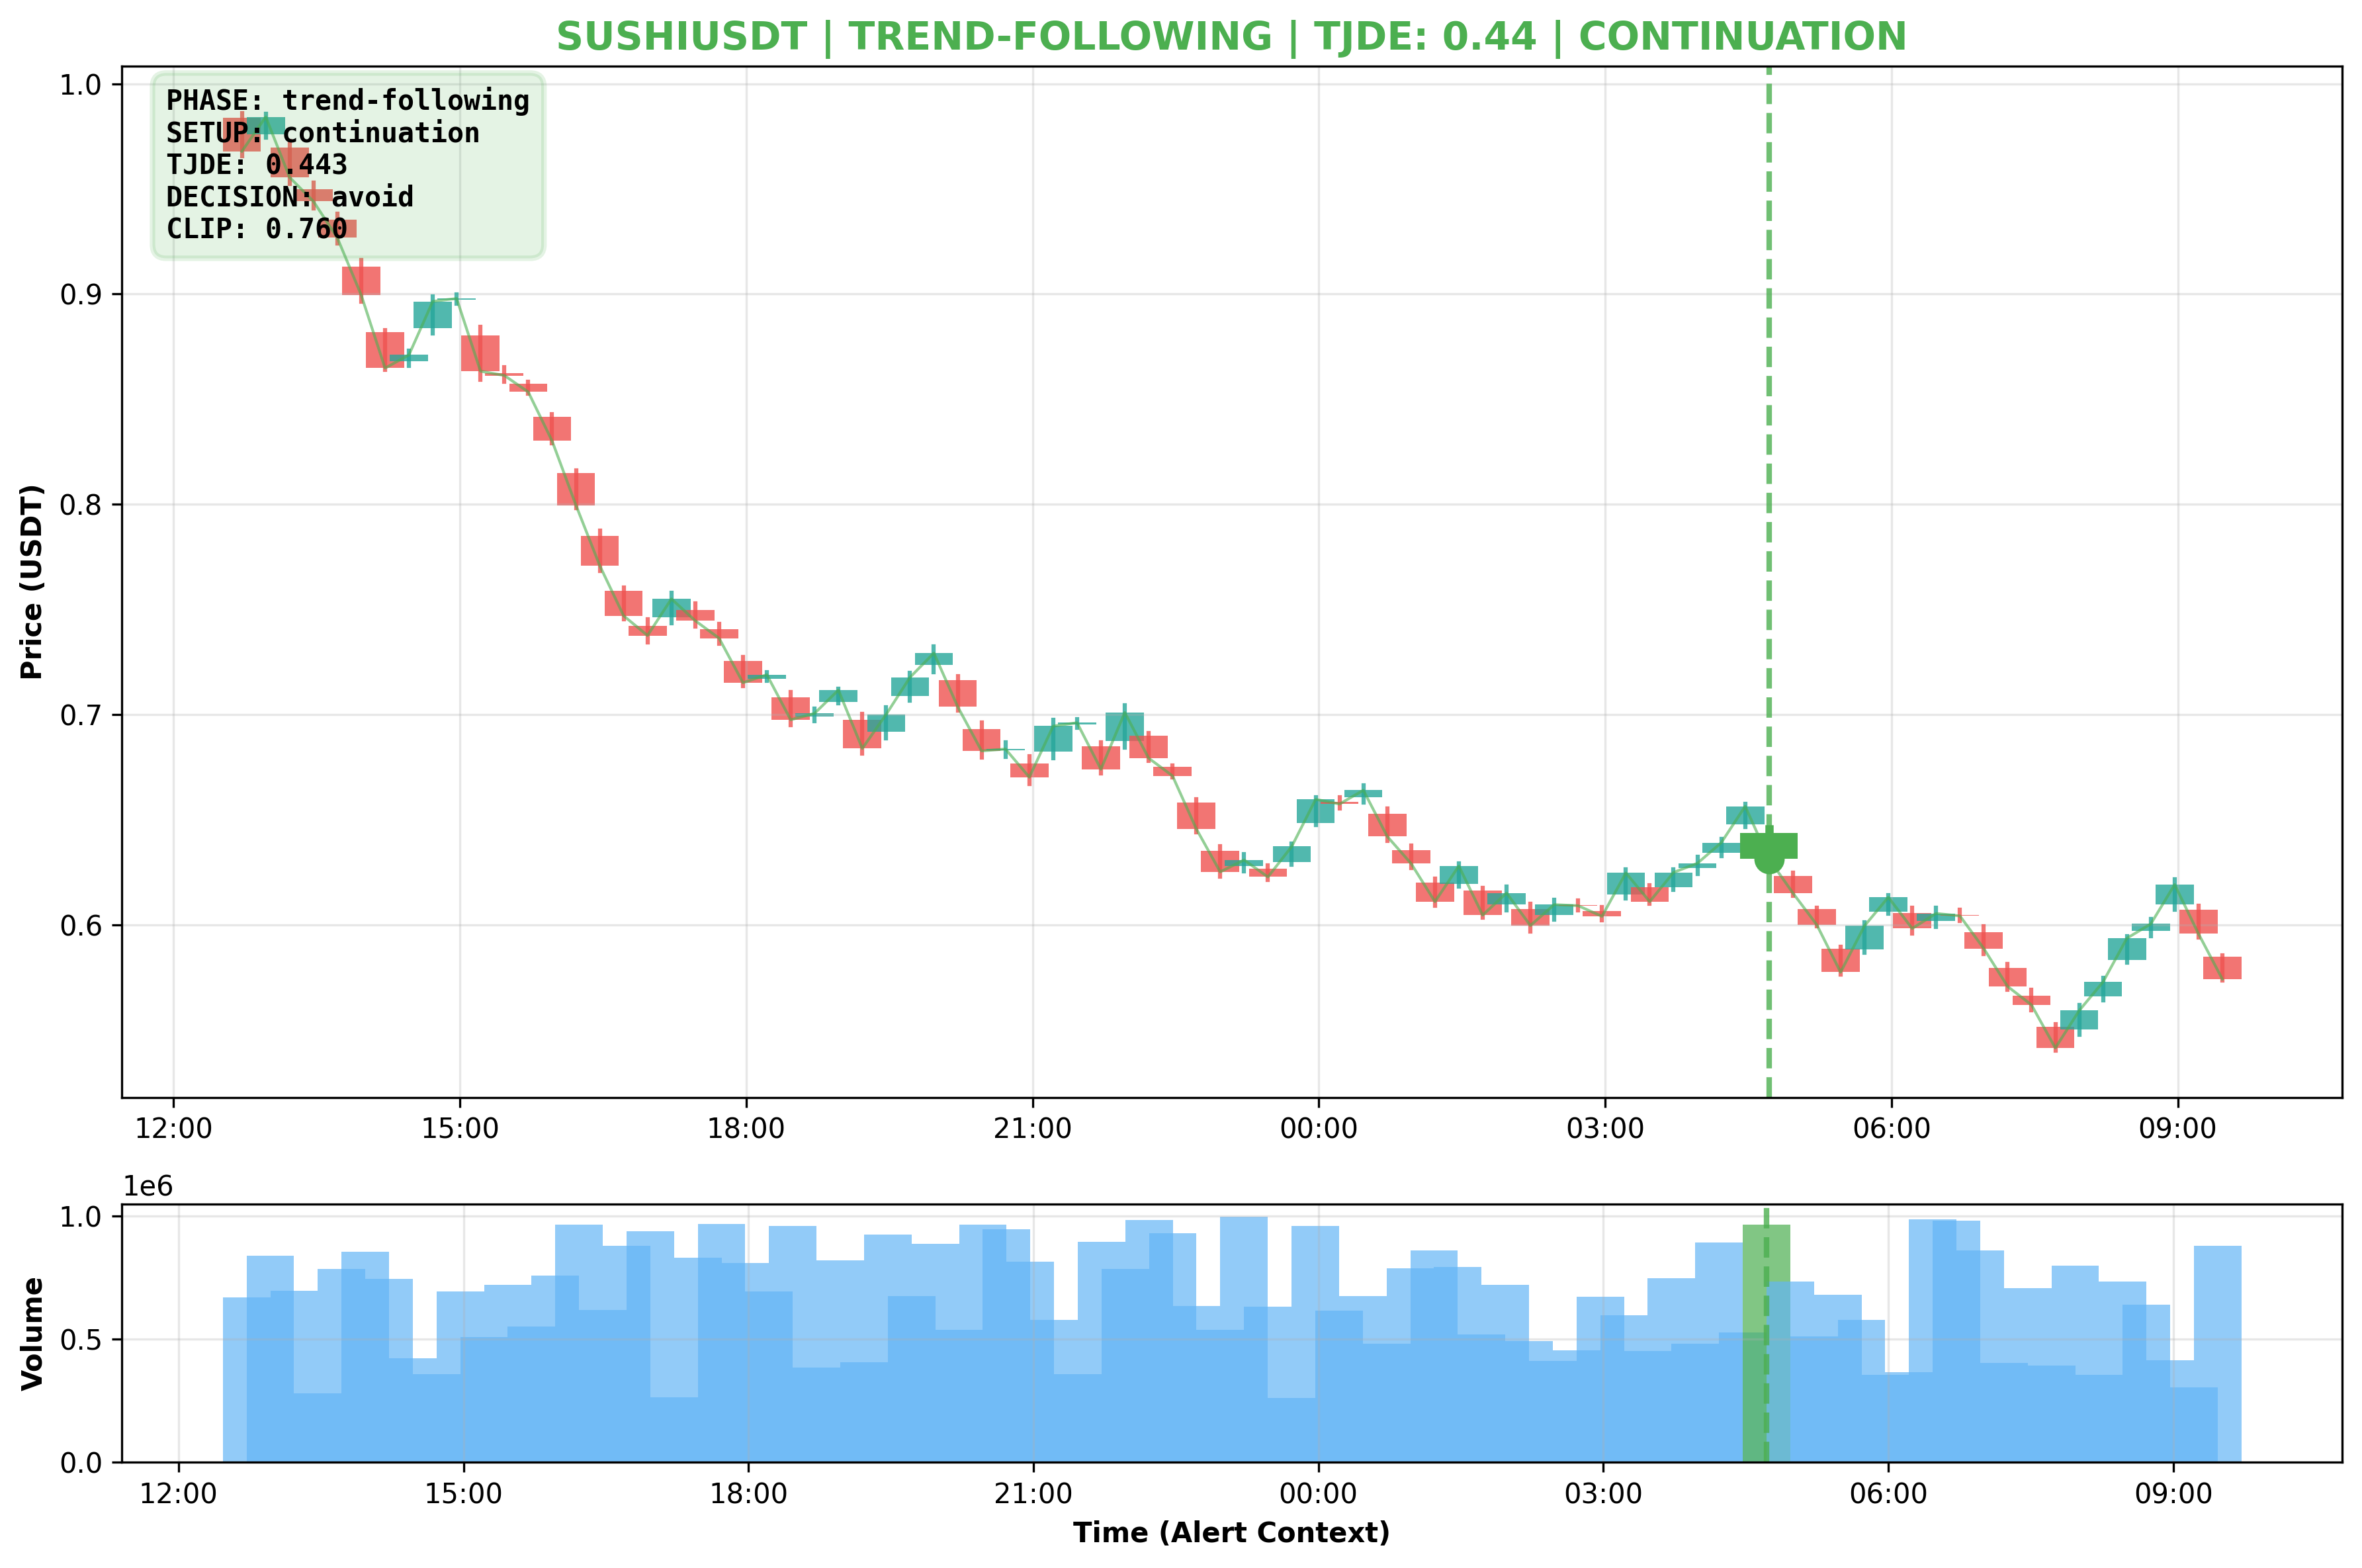 SUSHIUSDT | TREND-FOLLOWING | TJDE: 0.44 | CONTINUATION
PHASE: trend-following
SETUP: continuation
TJDE: 0.443
DECISION: avoid
CLIP: 0.760
Price (USDT)
1.0
0.9
0.8
0.7
0.6
12:00 15:00 18:00 21:00 00:00 03:00 06:00 09:00
1e6
Volume
1.0
0.5
0.0
12:00 15:00 18:00 21:00 00:00 03:00 06:00 09:00
Time (Alert Context)